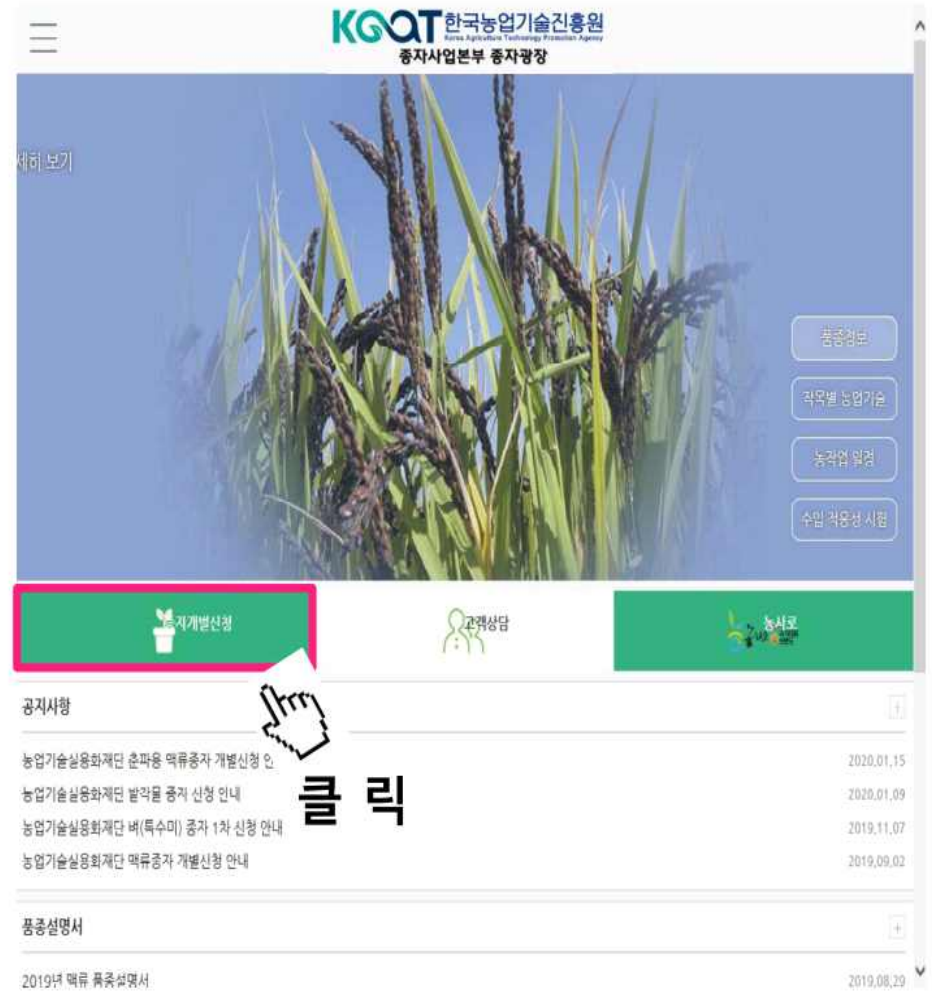 KOAT 한국농업기술진흥원
Korea Agriculture Technology Promotion Agency
종자사업본부 종자광장
세히 보기
품종정보
작목별 농업기술
농작업 일정
수입 적응성 시험
자개별신청
고객상담
농사로
공지사항
+
농업기술실용화재단 춘파용 맥류종자 개별신청 안
2020.01.15
농업기술실용화재단 밭작물 종자 신청 안내
2020.01.09
농업기술실용화재단 벼(특수미) 종자 1차 신청 안내
2019.11.07
농업기술실용화재단 맥류종자 개별신청 안내
2019.09.02
클 릭
품종설명서
+
2019년 맥류 품종설명서
2019.08.29